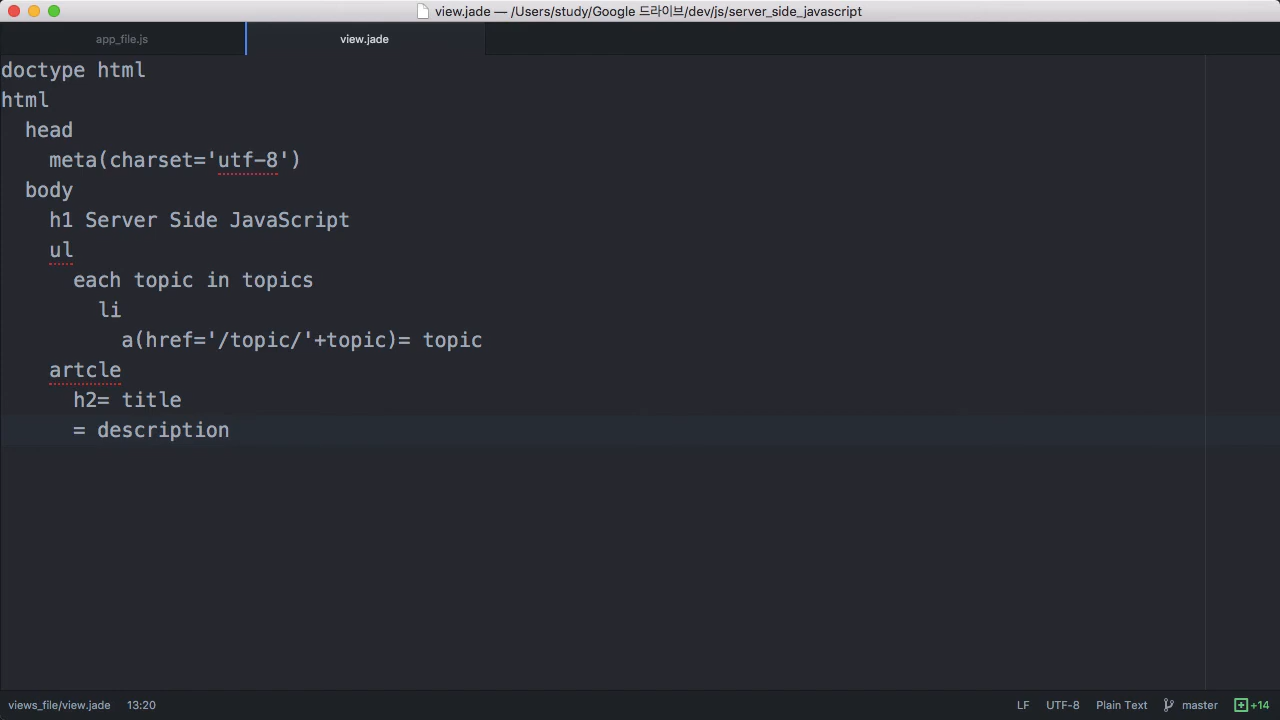 view.jade — /Users/study/Google 드라이브/dev/js/server_side_javascript
app_file.js
view.jade
doctype html
html
head
meta(charset='utf-8')
body
h1 Server Side JavaScript
ul
each topic in topics
li
a(href='/topic/'+topic)= topic
artcle
h2= title
= description
views_file/view.jade 13:20 LF UTF-8 Plain Text master +14